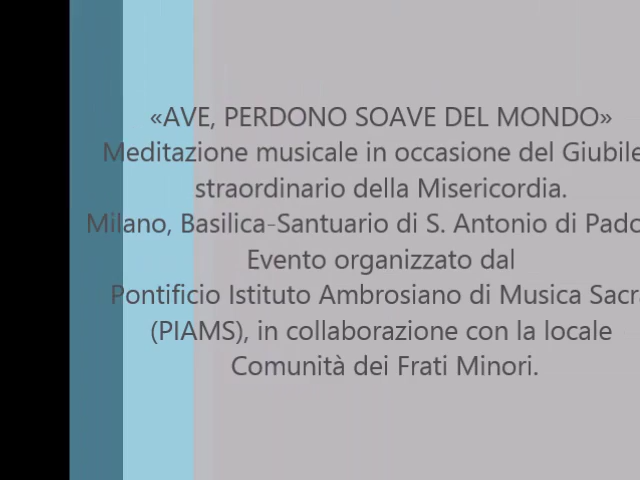 «AVE, PERDONO SOAVE DEL MONDO»
Meditazione musicale in occasione del Giubile
straordinario della Misericordia.
Milano, Basilica-Santuario di S. Antonio di Pado
Evento organizzato dal
Pontificio Istituto Ambrosiano di Musica Sacra
(PIAMS), in collaborazione con la locale
Comunità dei Frati Minori.